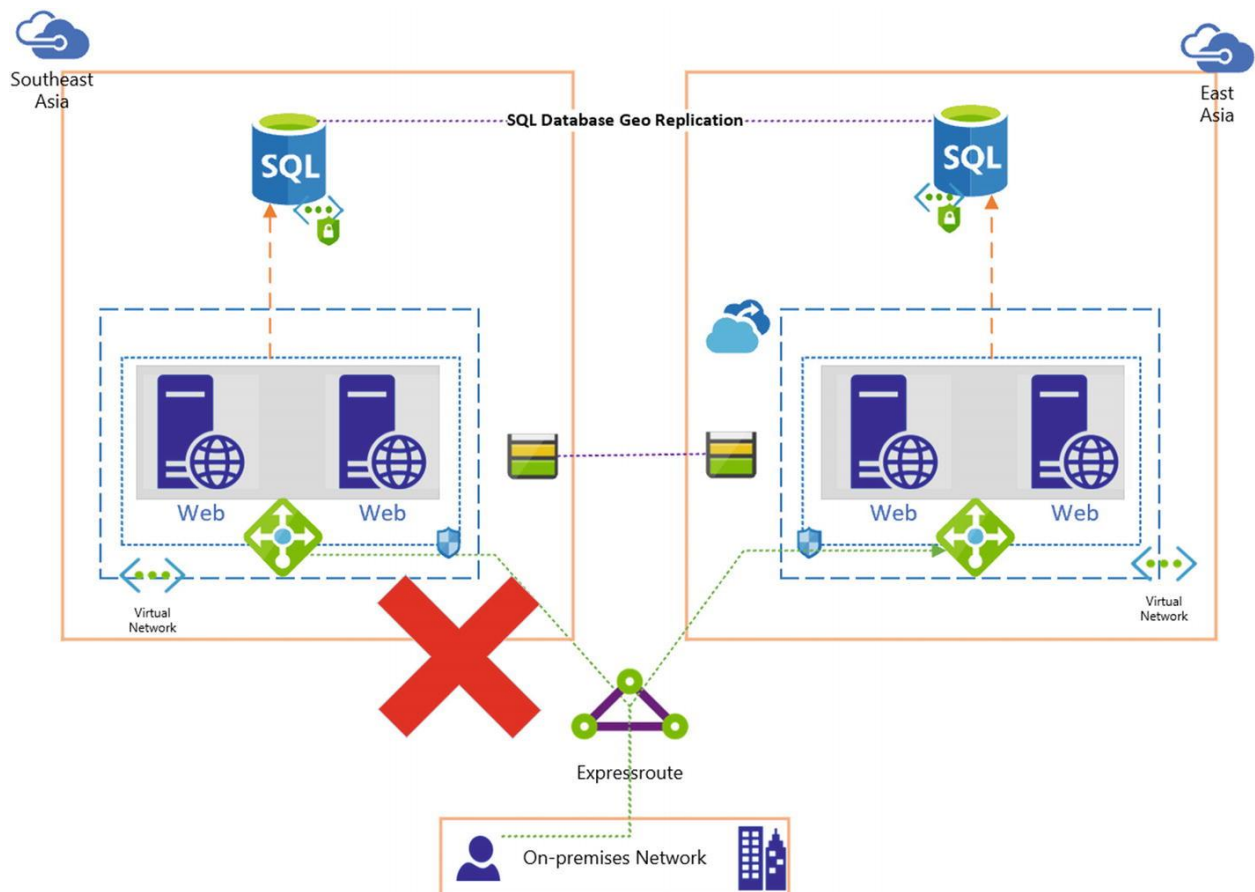 Southeast
Asia
East
Asia
SQL Database Geo Replication
SQL
SQL
Web
Web
Web
Web
Virtual
Network
Virtual
Network
Expressroute
On-premises Network